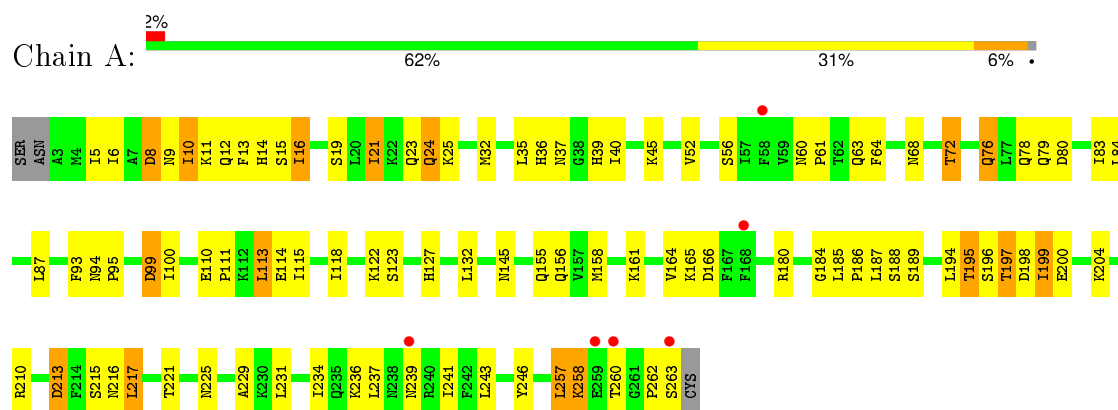 2%
Chain A:
62% 31% 6% •
SER ASN A3 M4 I5 I6 A7 D8 N9 I10 K11 Q12 F13 H14 S15 I16 S19 L20 I21 K22 Q23 Q24 K25 M32 L35 H36 N37 G38 H39 I40 K45 V52 S56 I57 F58 V59 N60 P61 T62 Q63 F64 N68 T72 Q76 L77 Q78 Q79 D80 I83 L84
L87 F93 N94 P95 D99 I100 E110 P111 K112 L113 E114 I115 I118 K122 S123 H127 L132 N145 Q155 Q156 V157 M158 K161 V164 K165 D166 F167 F168 R180 G184 L185 P186 L187 S188 S189 L194 T195 S196 T197 D198 I199 E200 K204
R210 D213 F214 S215 N216 L217 T221 N225 A229 K230 L231 I234 Q235 K236 L237 N238 N239 R240 I241 F242 L243 Y246 L257 K258 E259 T260 G261 P262 S263 CYS